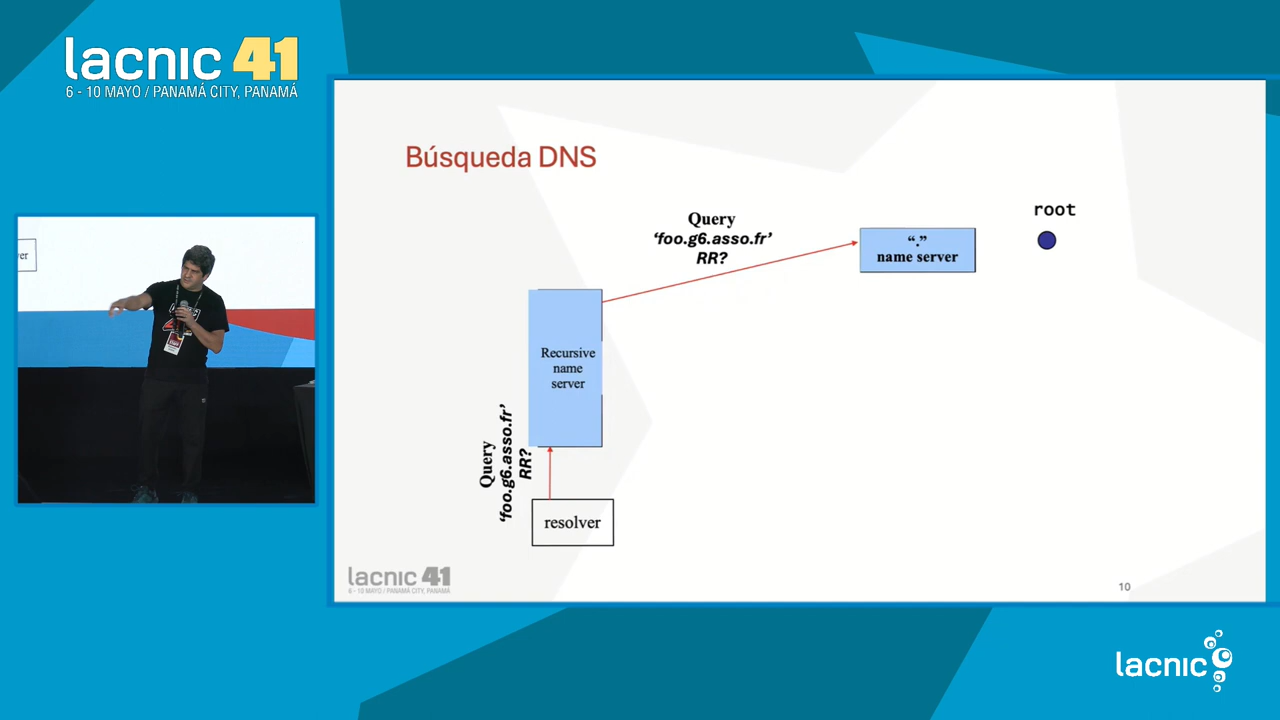 lacnic 41
6 - 10 MAYO / PANAMÁ CITY, PANAMÁ
Búsqueda DNS
root
Query
‘foo.g6.asso.fr’
RR?
“.”
name server
Recursive
name
server
Query
‘foo.g6.asso.fr’
RR?
resolver
lacnic 41
6 - 10 MAYO / PANAMÁ CITY, PANAMÁ
10
lacnic